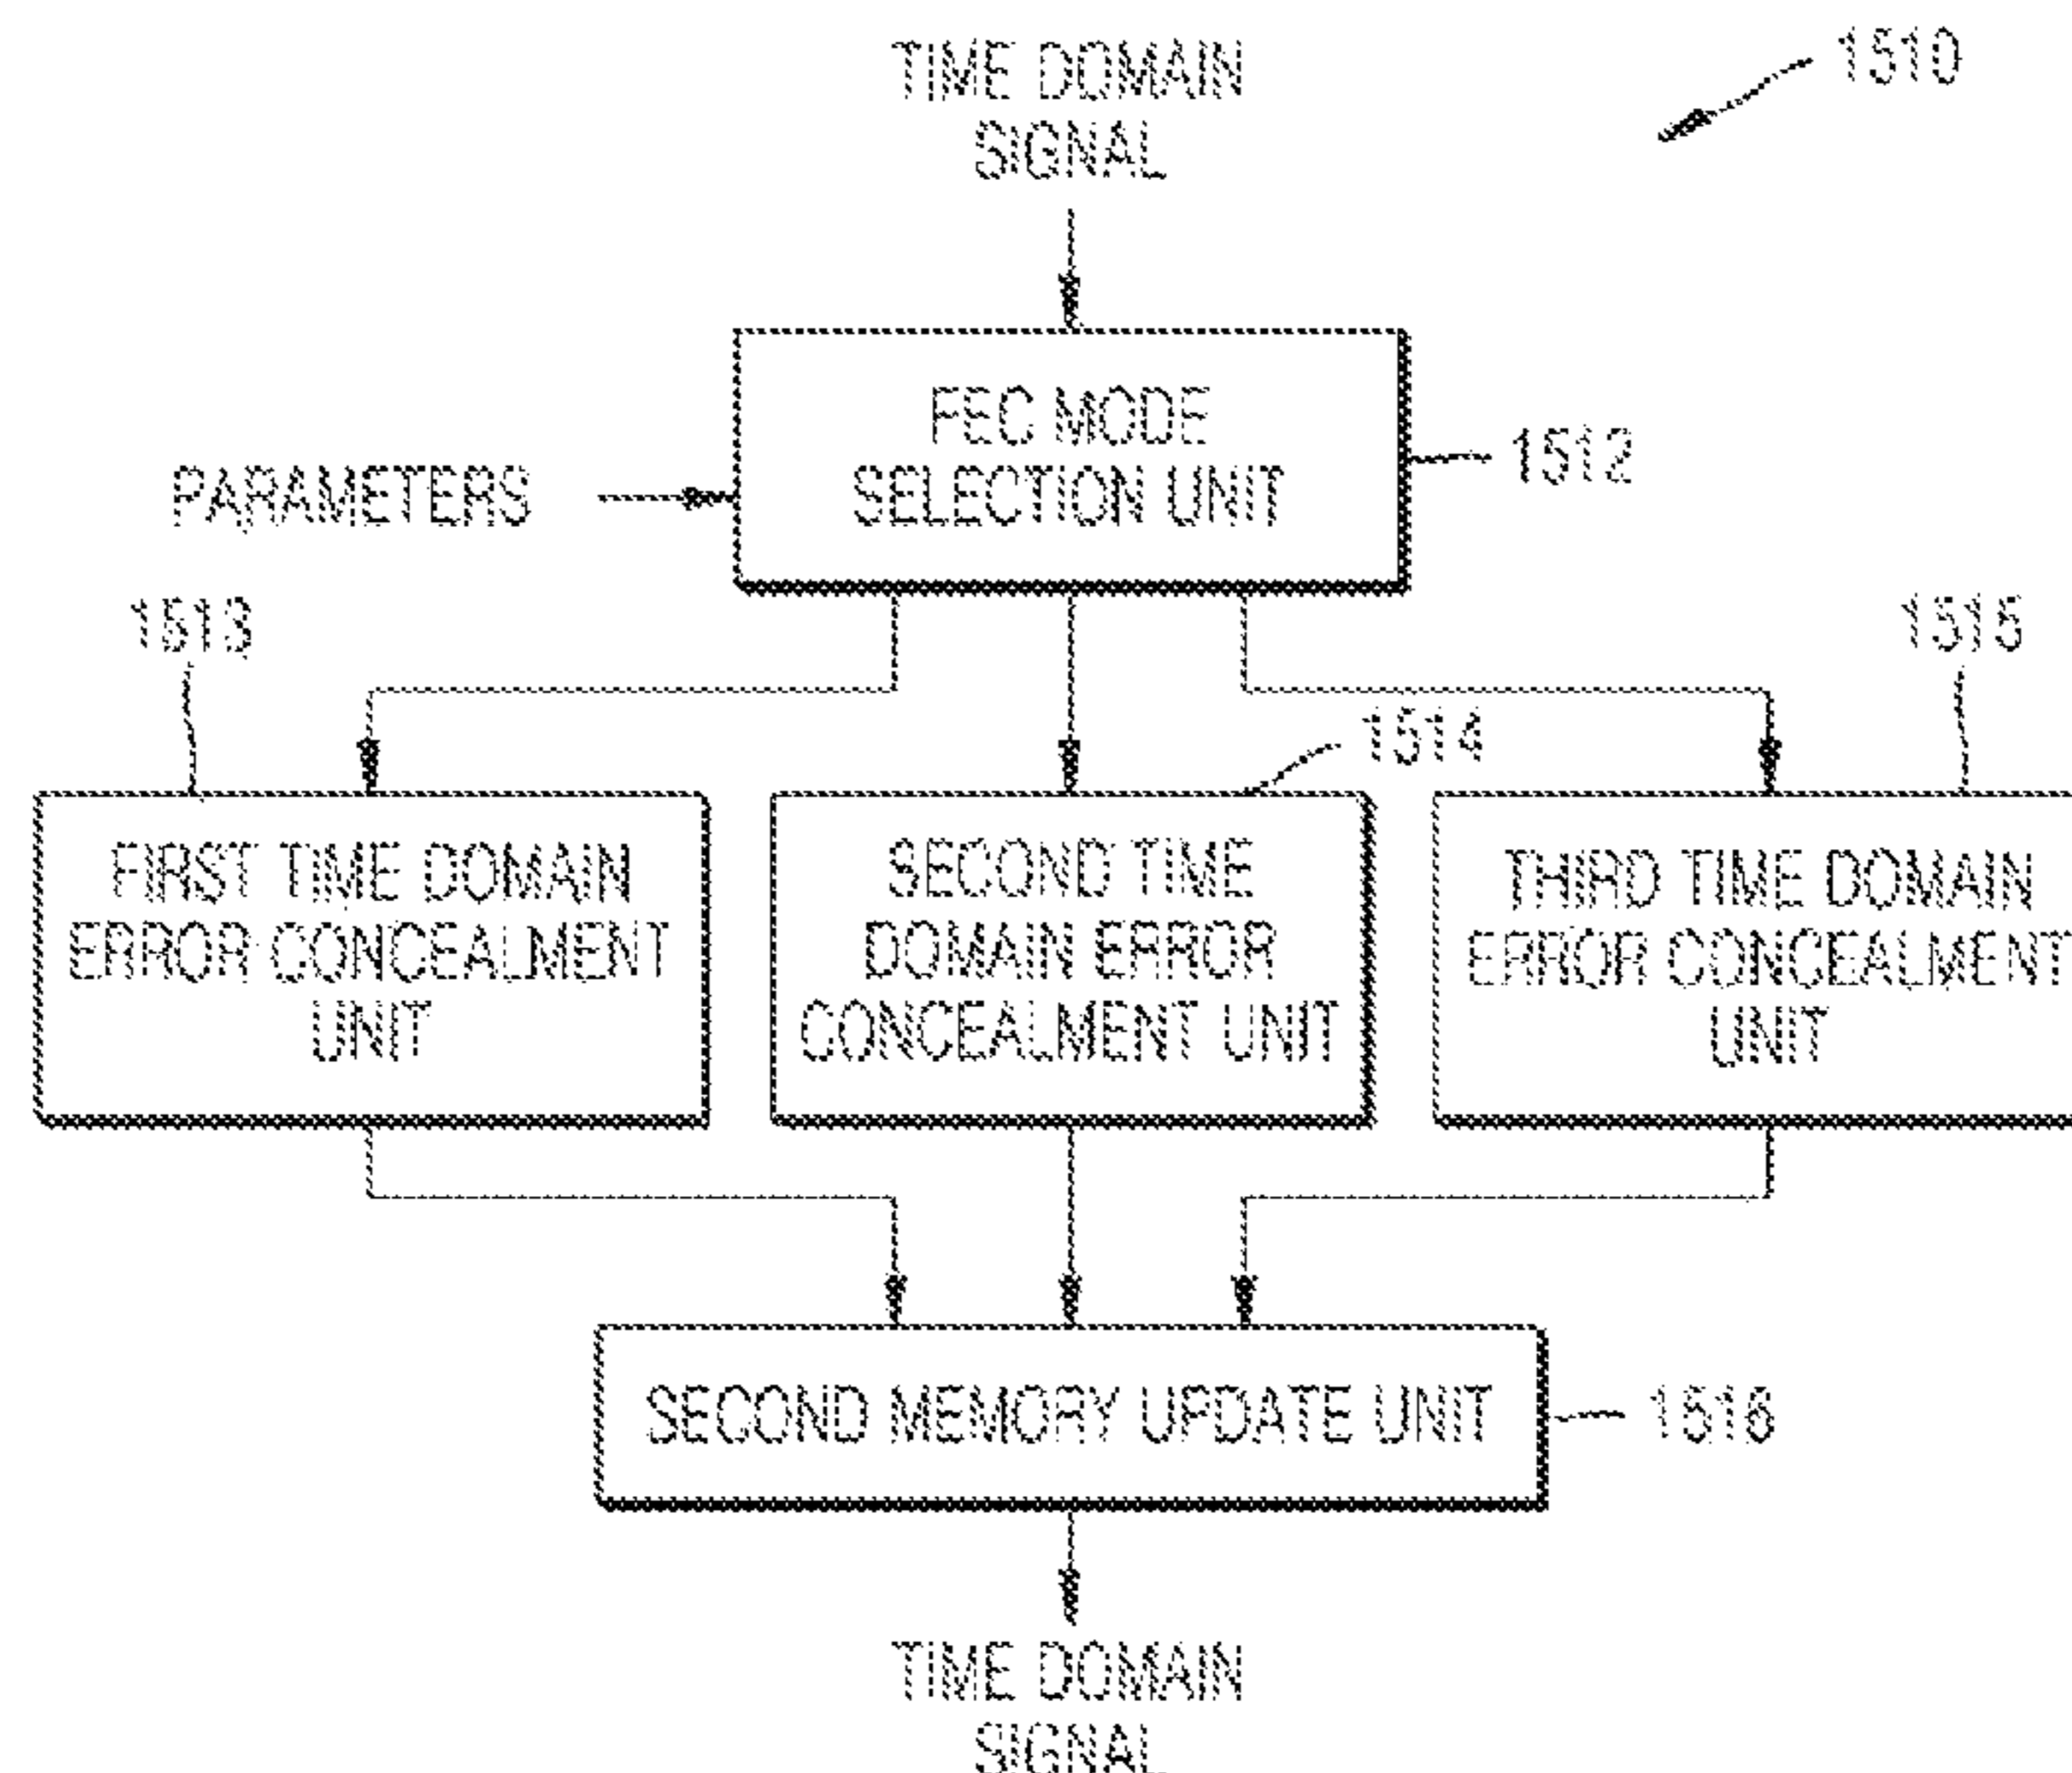 TIME DOMAIN
SIGNAL
1510
FEC MODE
SELECTION UNIT
1512
PARAMETERS
1513
1515
1514
FIRST TIME DOMAIN
ERROR CONCEALMENT
UNIT
SECOND TIME
DOMAIN ERROR
CONCEALMENT UNIT
THIRD TIME DOMAIN
ERROR CONCEALMENT
UNIT
SECOND MEMORY UPDATE UNIT
1516
TIME DOMAIN
SIGNAL